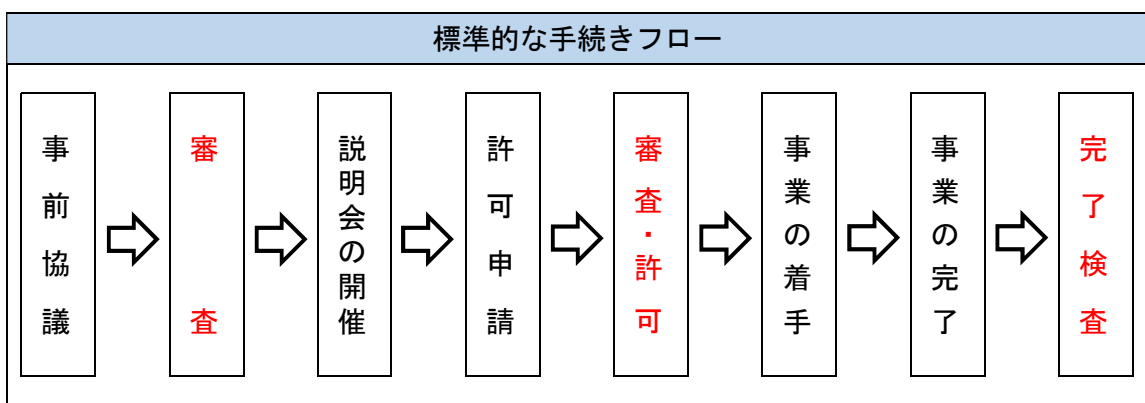 標準的な手続きフロー
事前協議
審査
説明会の開催
許可申請
審査・許可
事業の着手
事業の完了
完了検査